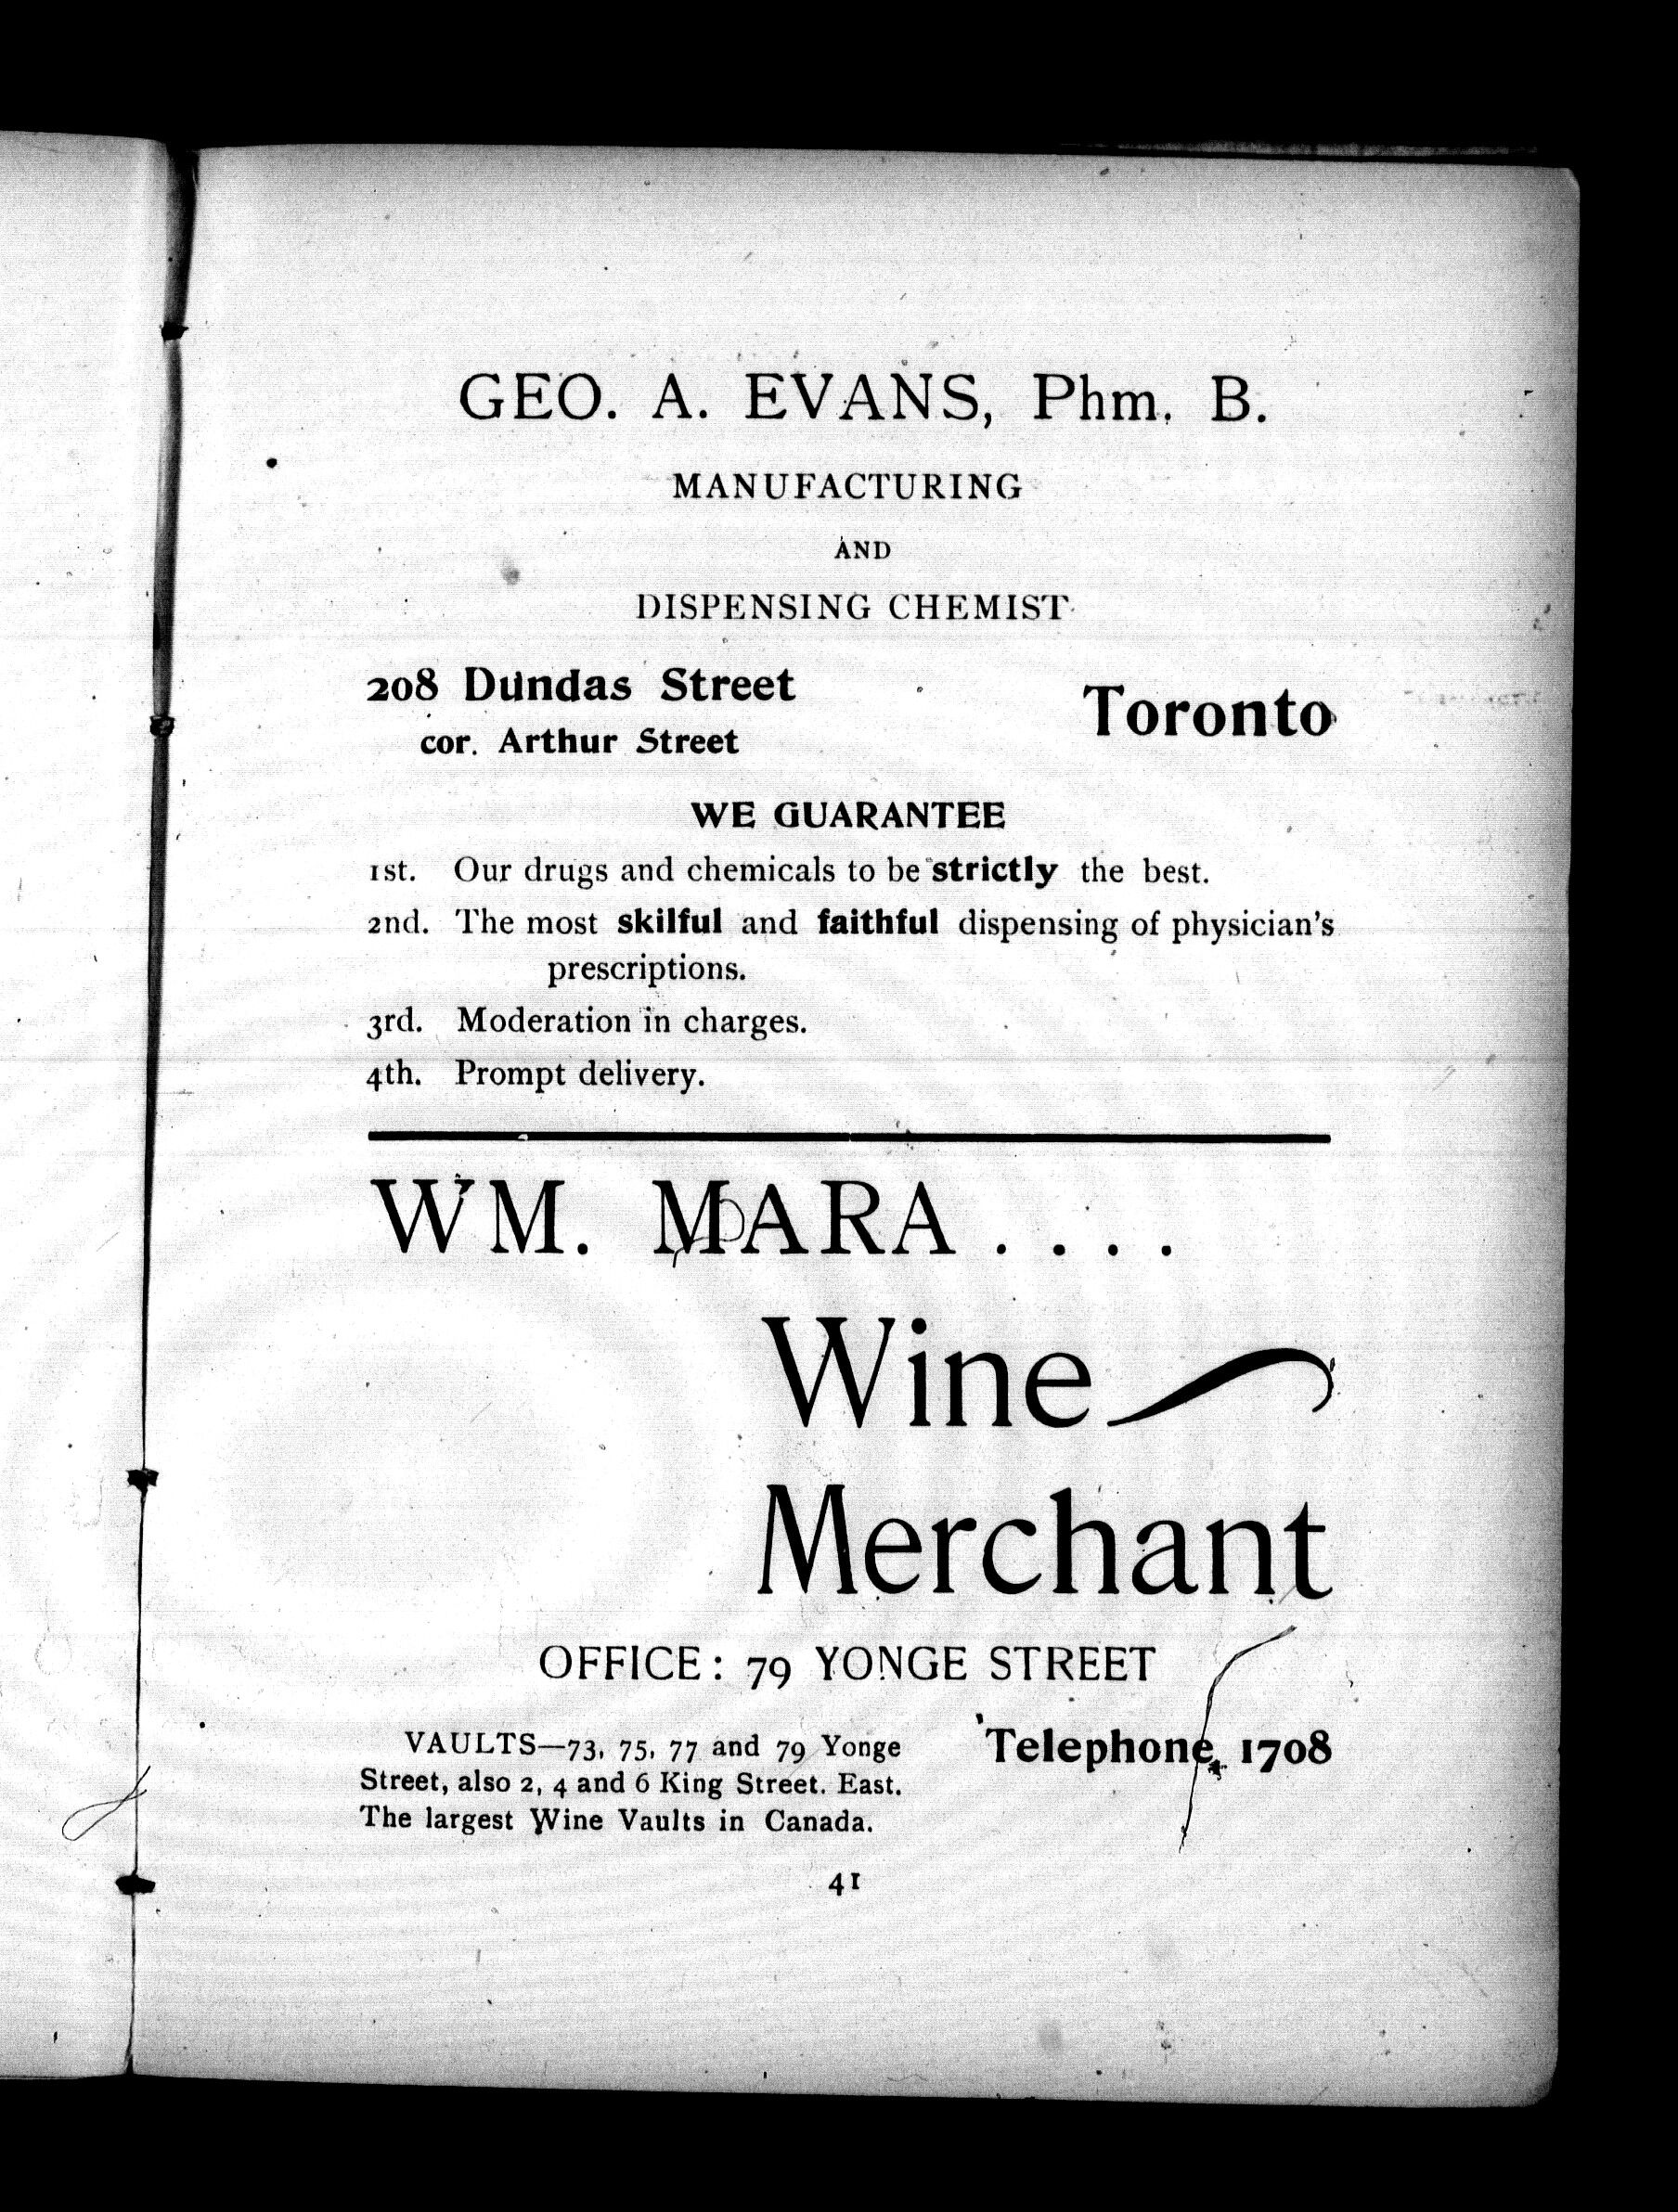 GEO. A. EVANS, Phm. B.
MANUFACTURING
AND
DISPENSING CHEMIST
208 Dundas Street
cor. Arthur Street
Toronto
WE GUARANTEE
1st. Our drugs and chemicals to be strictly the best.
2nd. The most skilful and faithful dispensing of physician's
prescriptions.
3rd. Moderation in charges.
4th. Prompt delivery.
WM. MARA . . . .
Wine
Merchant
OFFICE: 79 YONGE STREET
VAULTS—73, 75, 77 and 79 Yonge
Street, also 2, 4 and 6 King Street. East.
The largest Wine Vaults in Canada.
Telephone 1708
41